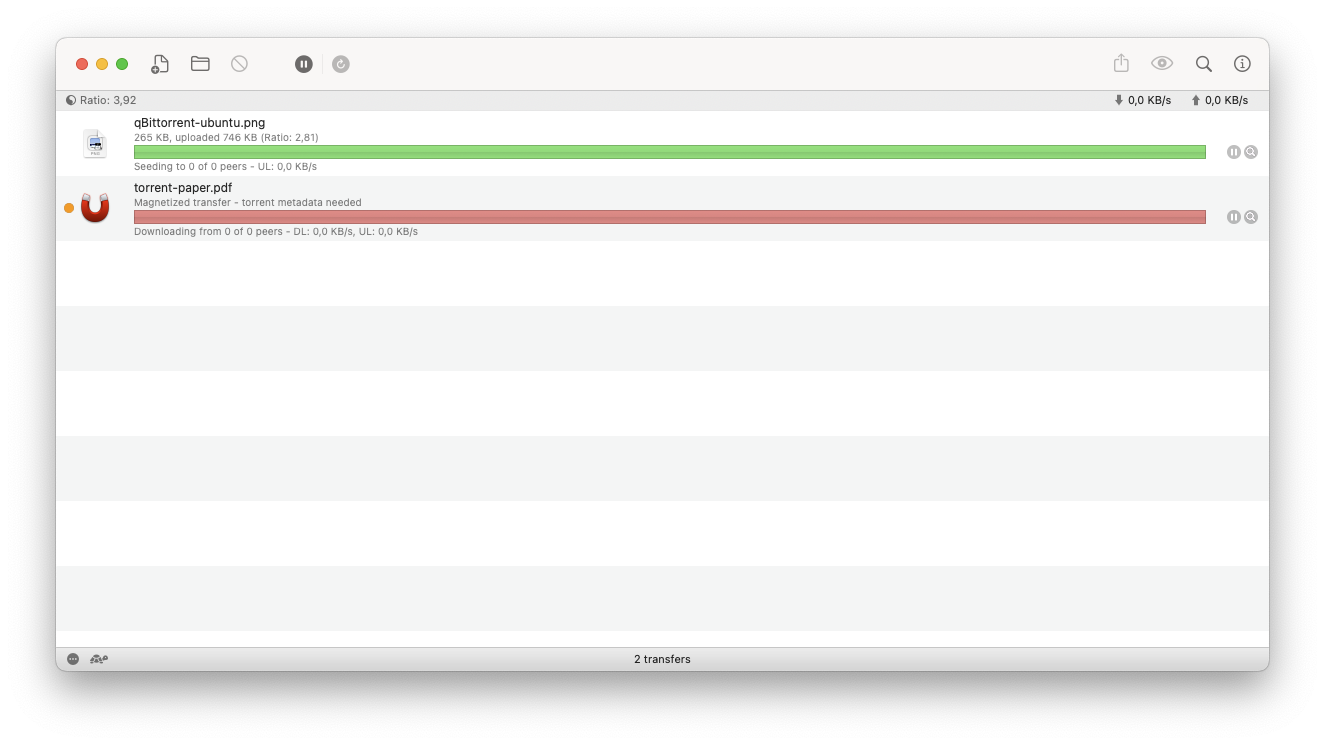 Ratio: 3,92
0,0 KB/s
0,0 KB/s
qBittorrent-ubuntu.png
265 KB, uploaded 746 KB (Ratio: 2,81)
PNG
Seeding to 0 of 0 peers - UL: 0,0 KB/s
torrent-paper.pdf
Magnetized transfer - torrent metadata needed
Downloading from 0 of 0 peers - DL: 0,0 KB/s, UL: 0,0 KB/s
2 transfers